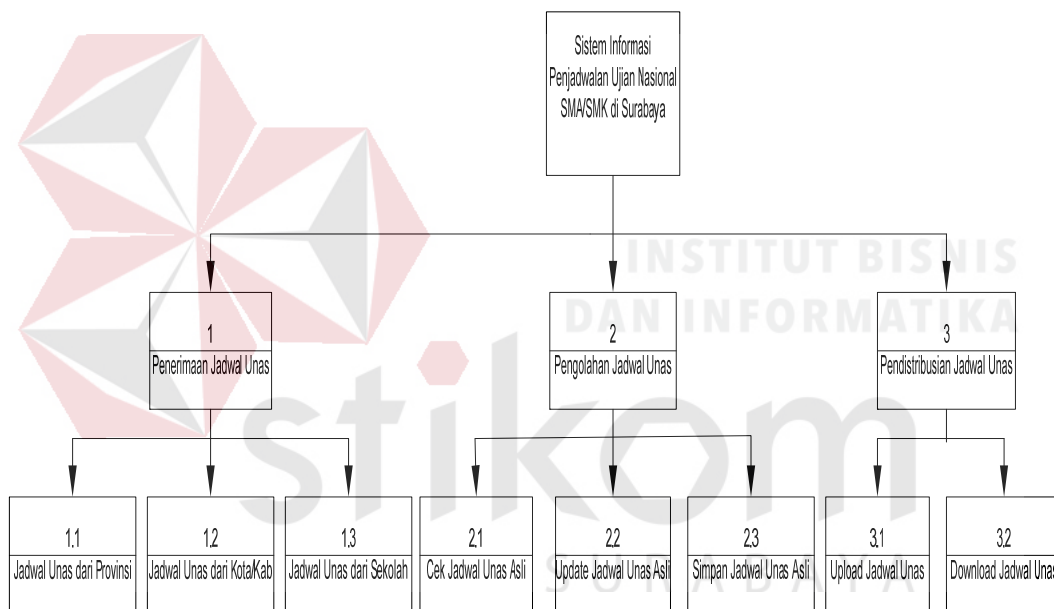 Sistem Informasi
Penjadwalan Ujian Nasional
SMA/SMK di Surabaya
INSTITUT BISNIS
DAN INFORMATIKA
stikom
SURABAYA
1
Penerimaan Jadwal Unas
2
Pengolahan Jadwal Unas
3
Pendistribusian Jadwal Unas
1.1
Jadwal Unas dari Provinsi
1.2
Jadwal Unas dari Kota/Kab
1.3
Jadwal Unas dari Sekolah
2.1
Cek Jadwal Unas Asli
2.2
Update Jadwal Unas Asli
2.3
Simpan Jadwal Unas Asli
3.1
Upload Jadwal Unas
3.2
Download Jadwal Unas